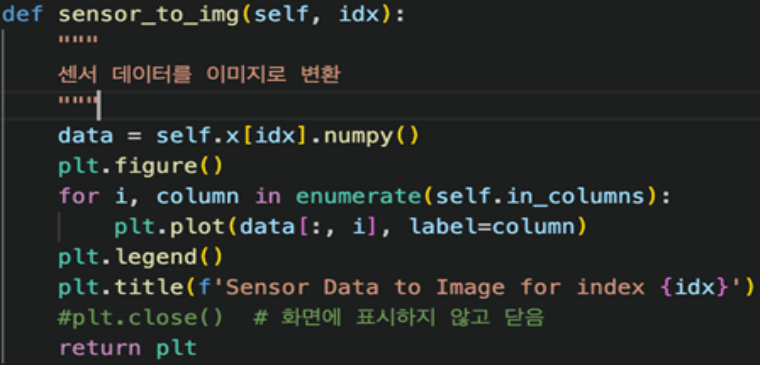 def sensor_to_img(self, idx):
    """
    센서 데이터를 이미지로 변환
    """
    data = self.x[idx].numpy()
    plt.figure()
    for i, column in enumerate(self.in_columns):
        plt.plot(data[:, i], label=column)
    plt.legend()
    plt.title(f'Sensor Data to Image for index {idx}')
    #plt.close()  # 화면에 표시하지 않고 닫음
    return plt